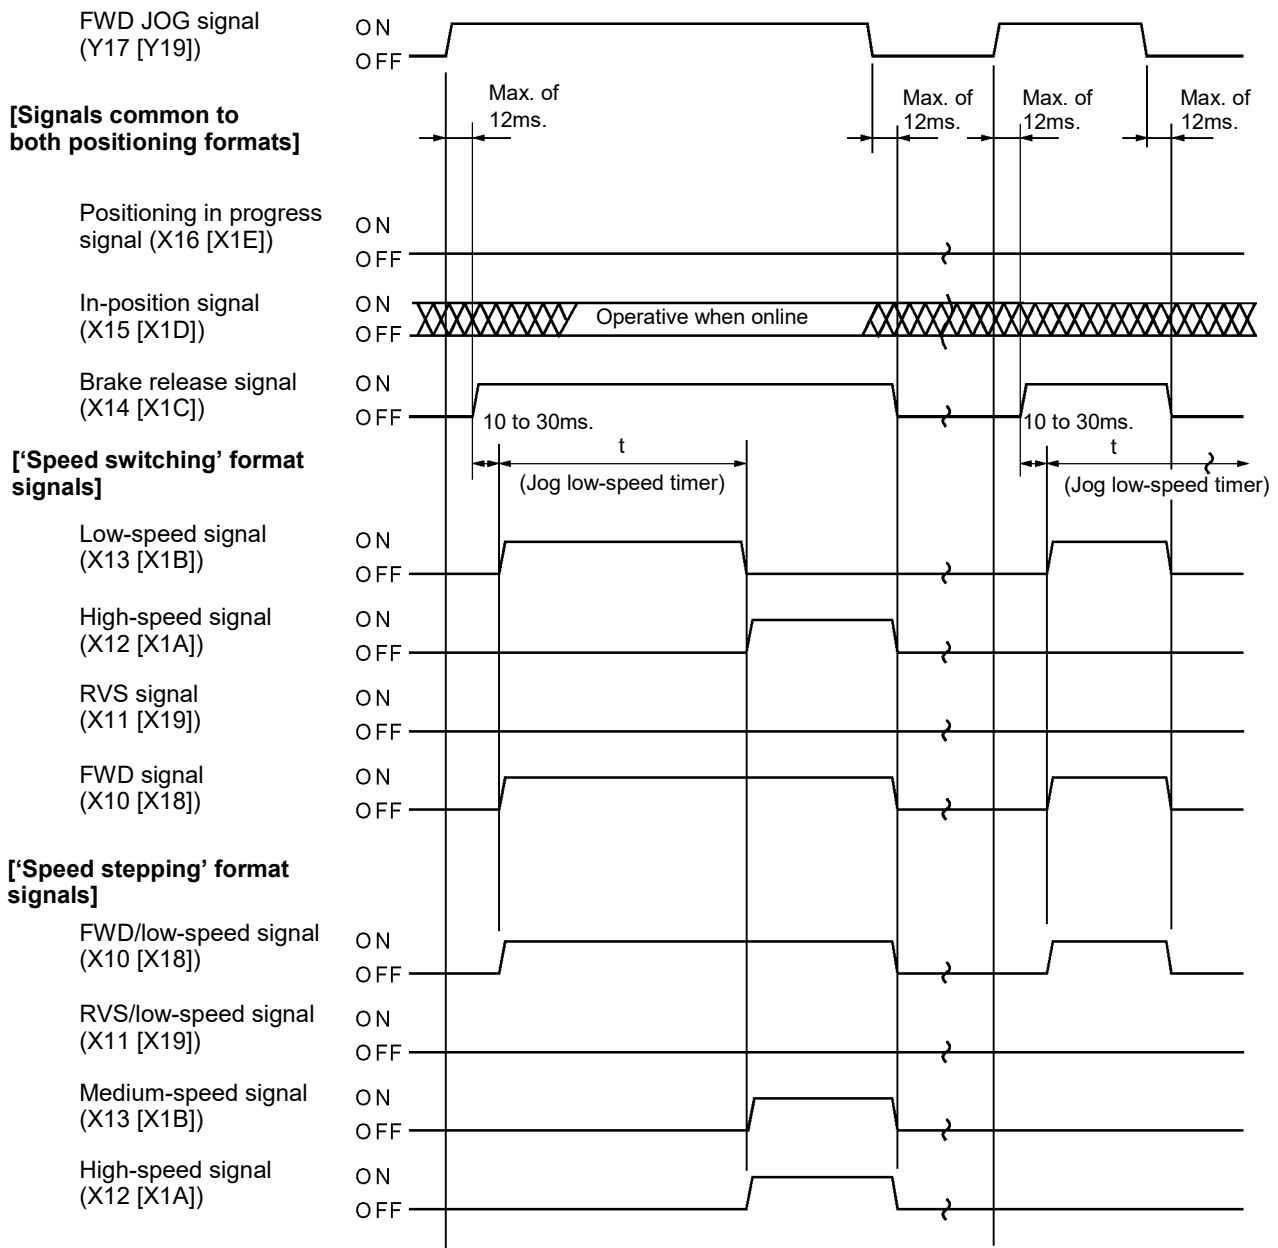 FWD JOG signal
(Y17 [Y19])
ON
OFF
[Signals common to
both positioning formats]
Max. of
12ms.
Max. of
12ms.
Max. of
12ms.
Max. of
12ms.
Positioning in progress
signal (X16 [X1E])
ON
OFF
In-position signal
(X15 [X1D])
ON
OFF
Operative when online
Brake release signal
(X14 [X1C])
ON
OFF
10 to 30ms.
t
(Jog low-speed timer)
10 to 30ms.
t
(Jog low-speed timer)
[‘Speed switching’ format
signals]
Low-speed signal
(X13 [X1B])
ON
OFF
High-speed signal
(X12 [X1A])
ON
OFF
RVS signal
(X11 [X19])
ON
OFF
FWD signal
(X10 [X18])
ON
OFF
[‘Speed stepping’ format
signals]
FWD/low-speed signal
(X10 [X18])
ON
OFF
RVS/low-speed signal
(X11 [X19])
ON
OFF
Medium-speed signal
(X13 [X1B])
ON
OFF
High-speed signal
(X12 [X1A])
ON
OFF